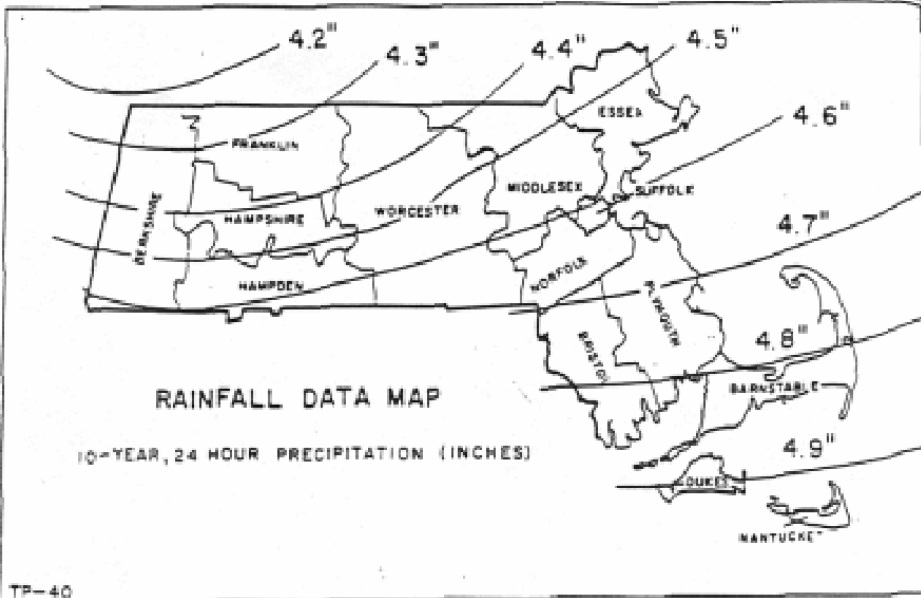 4.2"
4.3"
4.4"
4.5"
4.6"
4.7"
4.8"
4.9"
ESSEX
FRANKLIN
MIDDLESEX
SUFFOLK
BERKSHIRE
HAMPSHIRE
WORCESTER
HAMPDEN
NORFOLK
PLYMOUTH
BRISTOL
BARNSTABLE
DUKES
NANTUCKET
RAINFALL DATA MAP
10-YEAR, 24 HOUR PRECIPITATION (INCHES)
TP-40